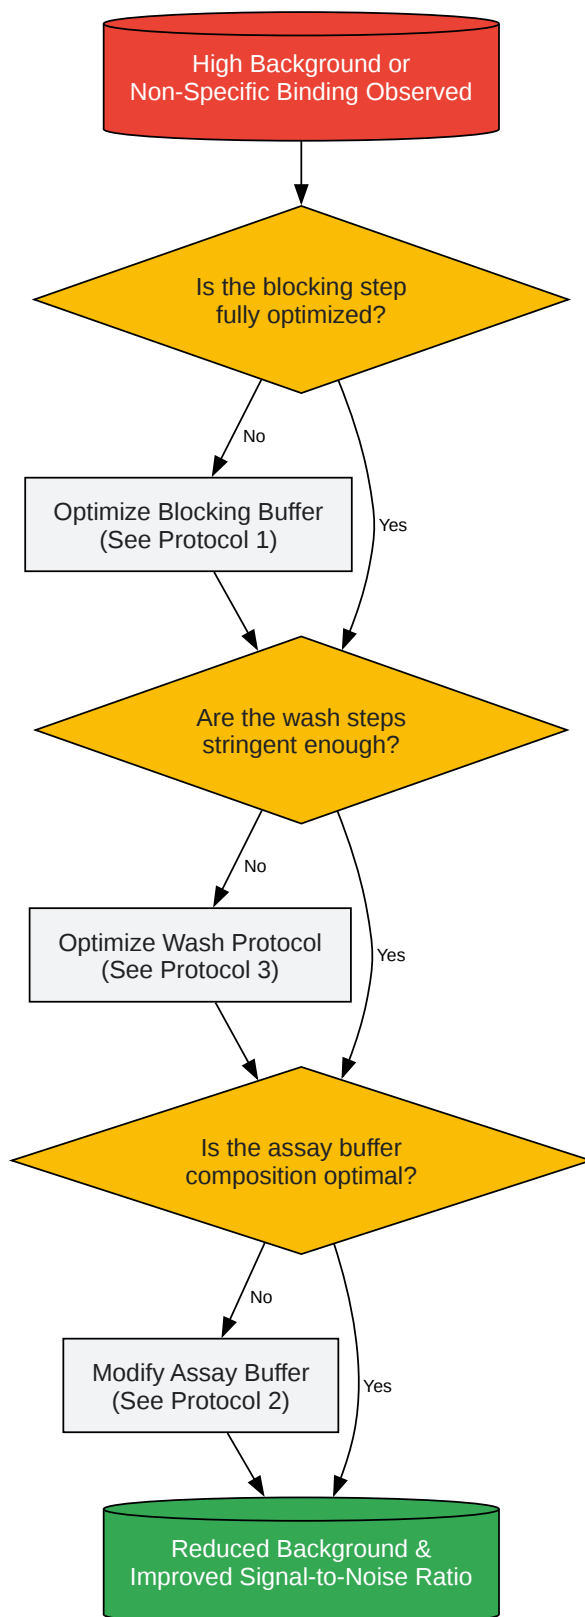 High Background or
Non-Specific Binding Observed
Is the blocking step
fully optimized?
No
Optimize Blocking Buffer
(See Protocol 1)
Yes
Are the wash steps
stringent enough?
No
Optimize Wash Protocol
(See Protocol 3)
Yes
Is the assay buffer
composition optimal?
No
Modify Assay Buffer
(See Protocol 2)
Yes
Reduced Background &
Improved Signal-to-Noise Ratio